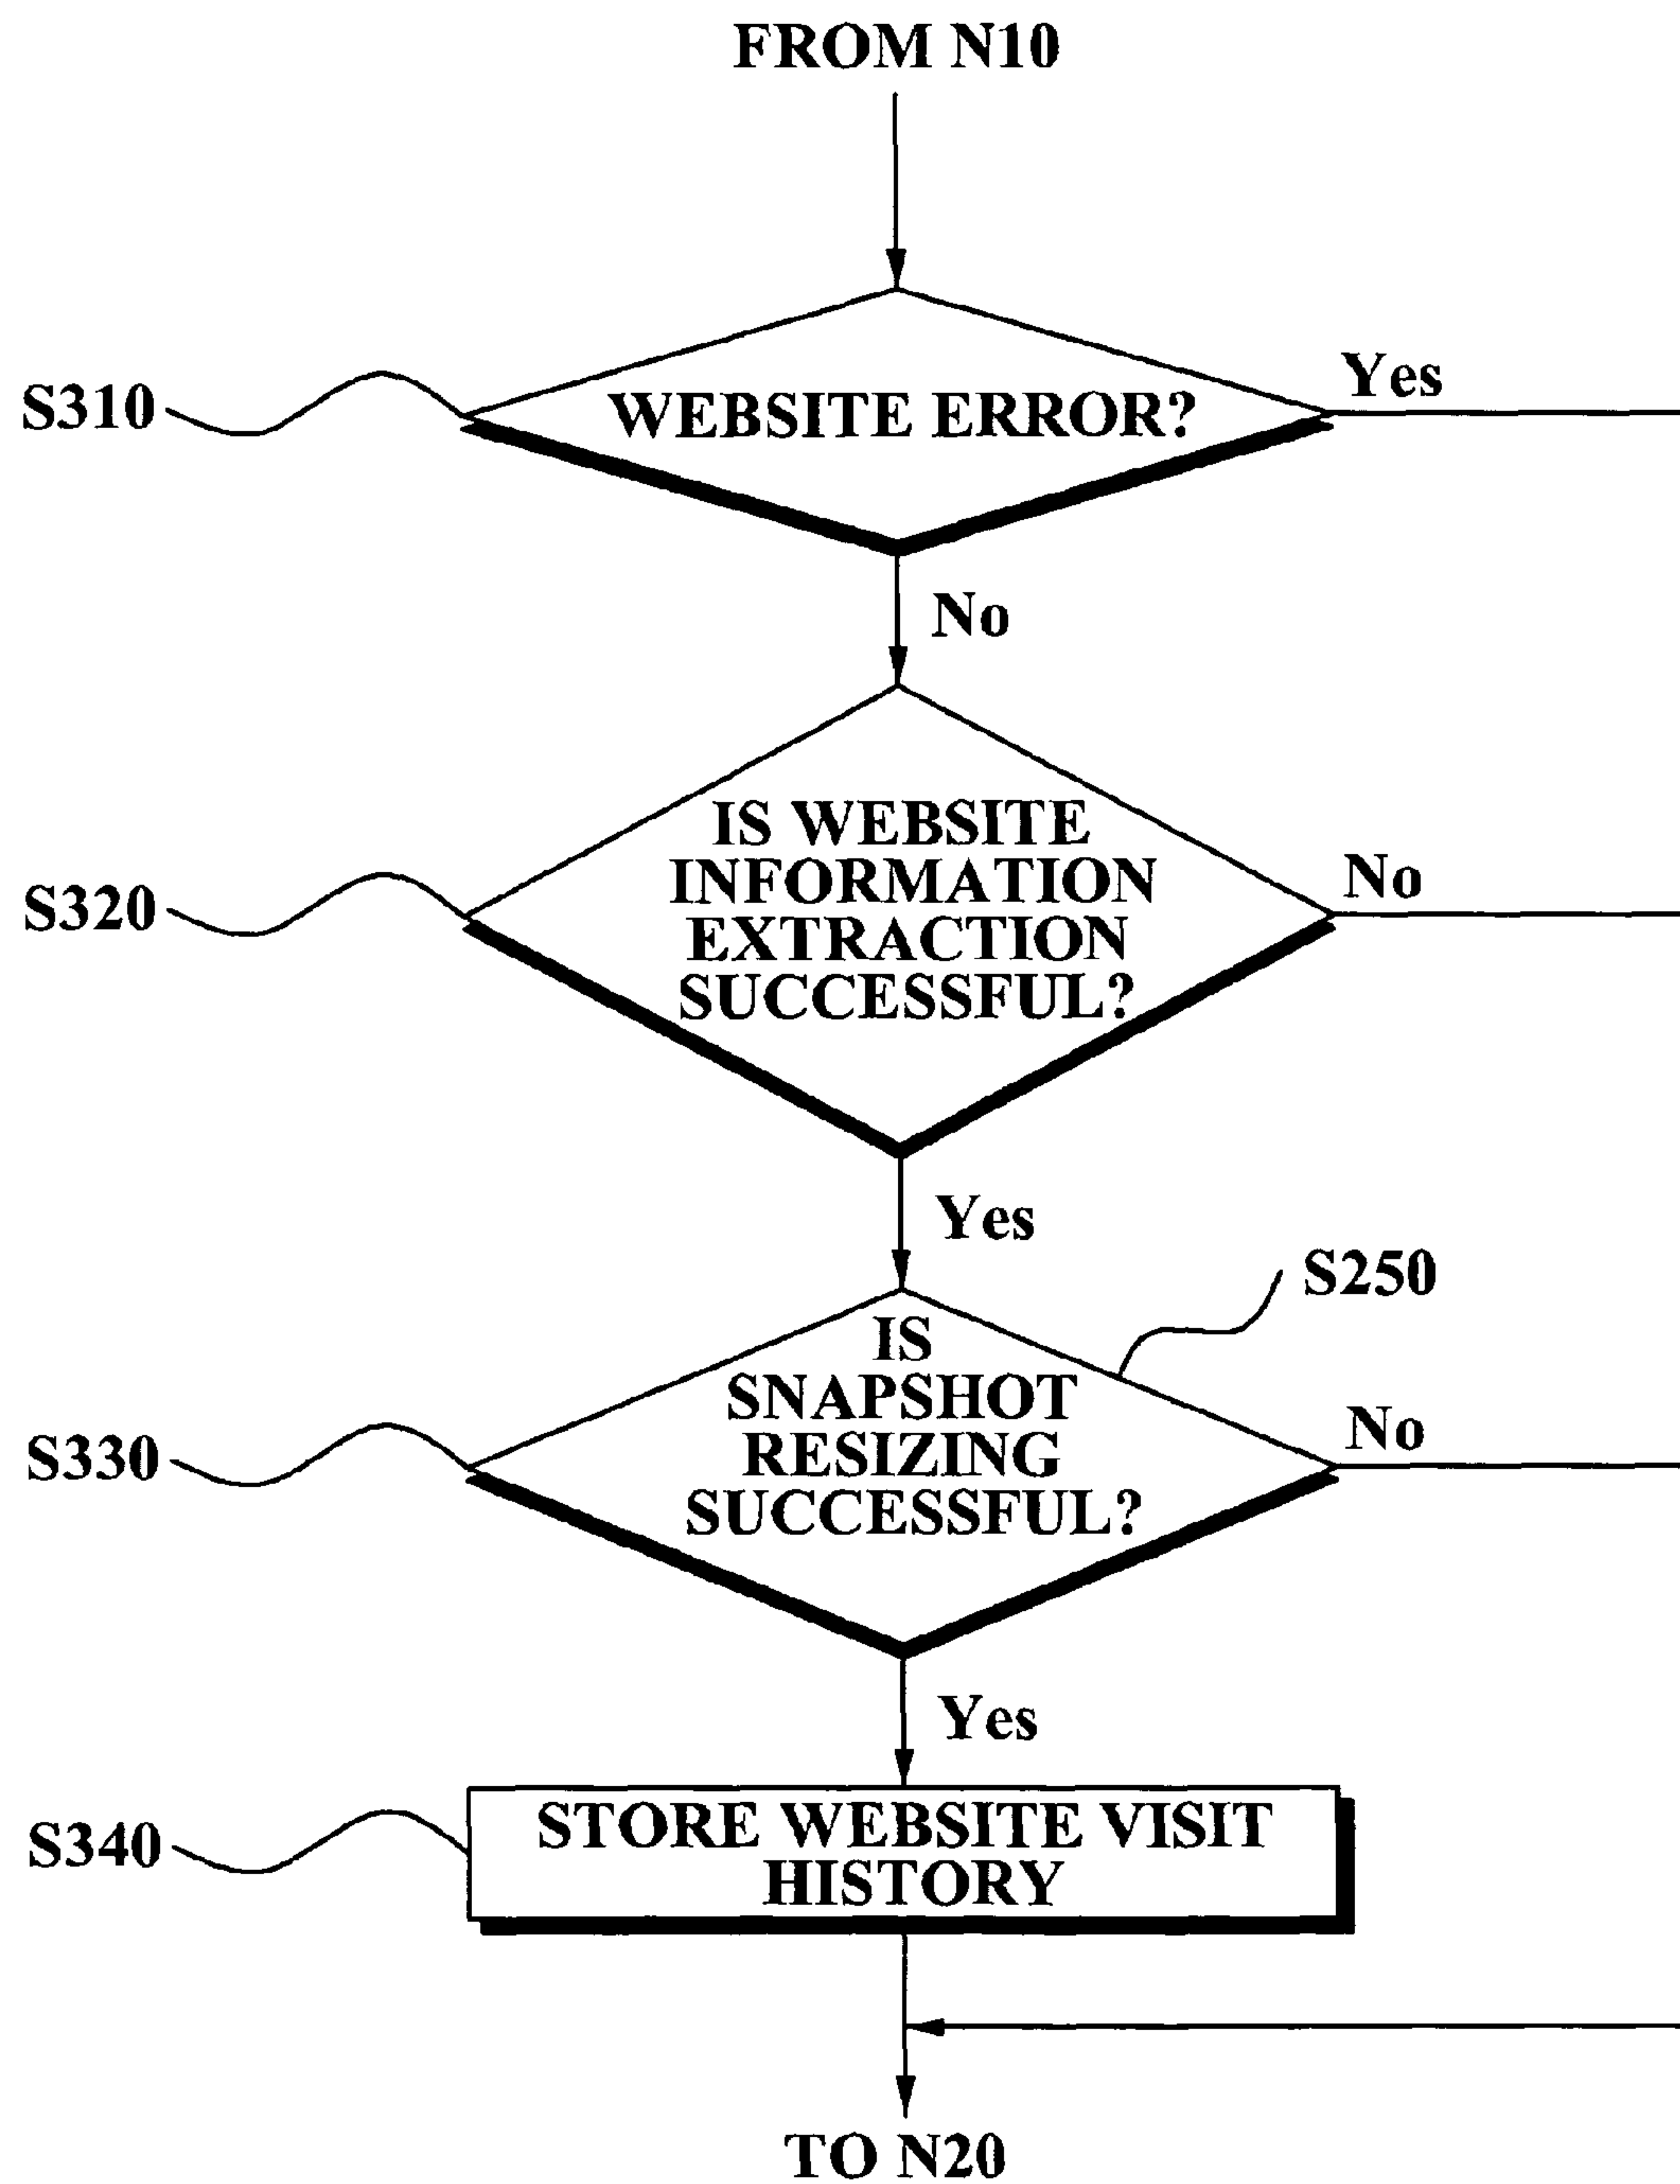 FROM N10
S310
WEBSITE ERROR?
Yes
No
S320
IS WEBSITE
INFORMATION
EXTRACTION
SUCCESSFUL?
No
Yes
S250
S330
IS
SNAPSHOT
RESIZING
SUCCESSFUL?
No
Yes
S340
STORE WEBSITE VISIT
HISTORY
TO N20